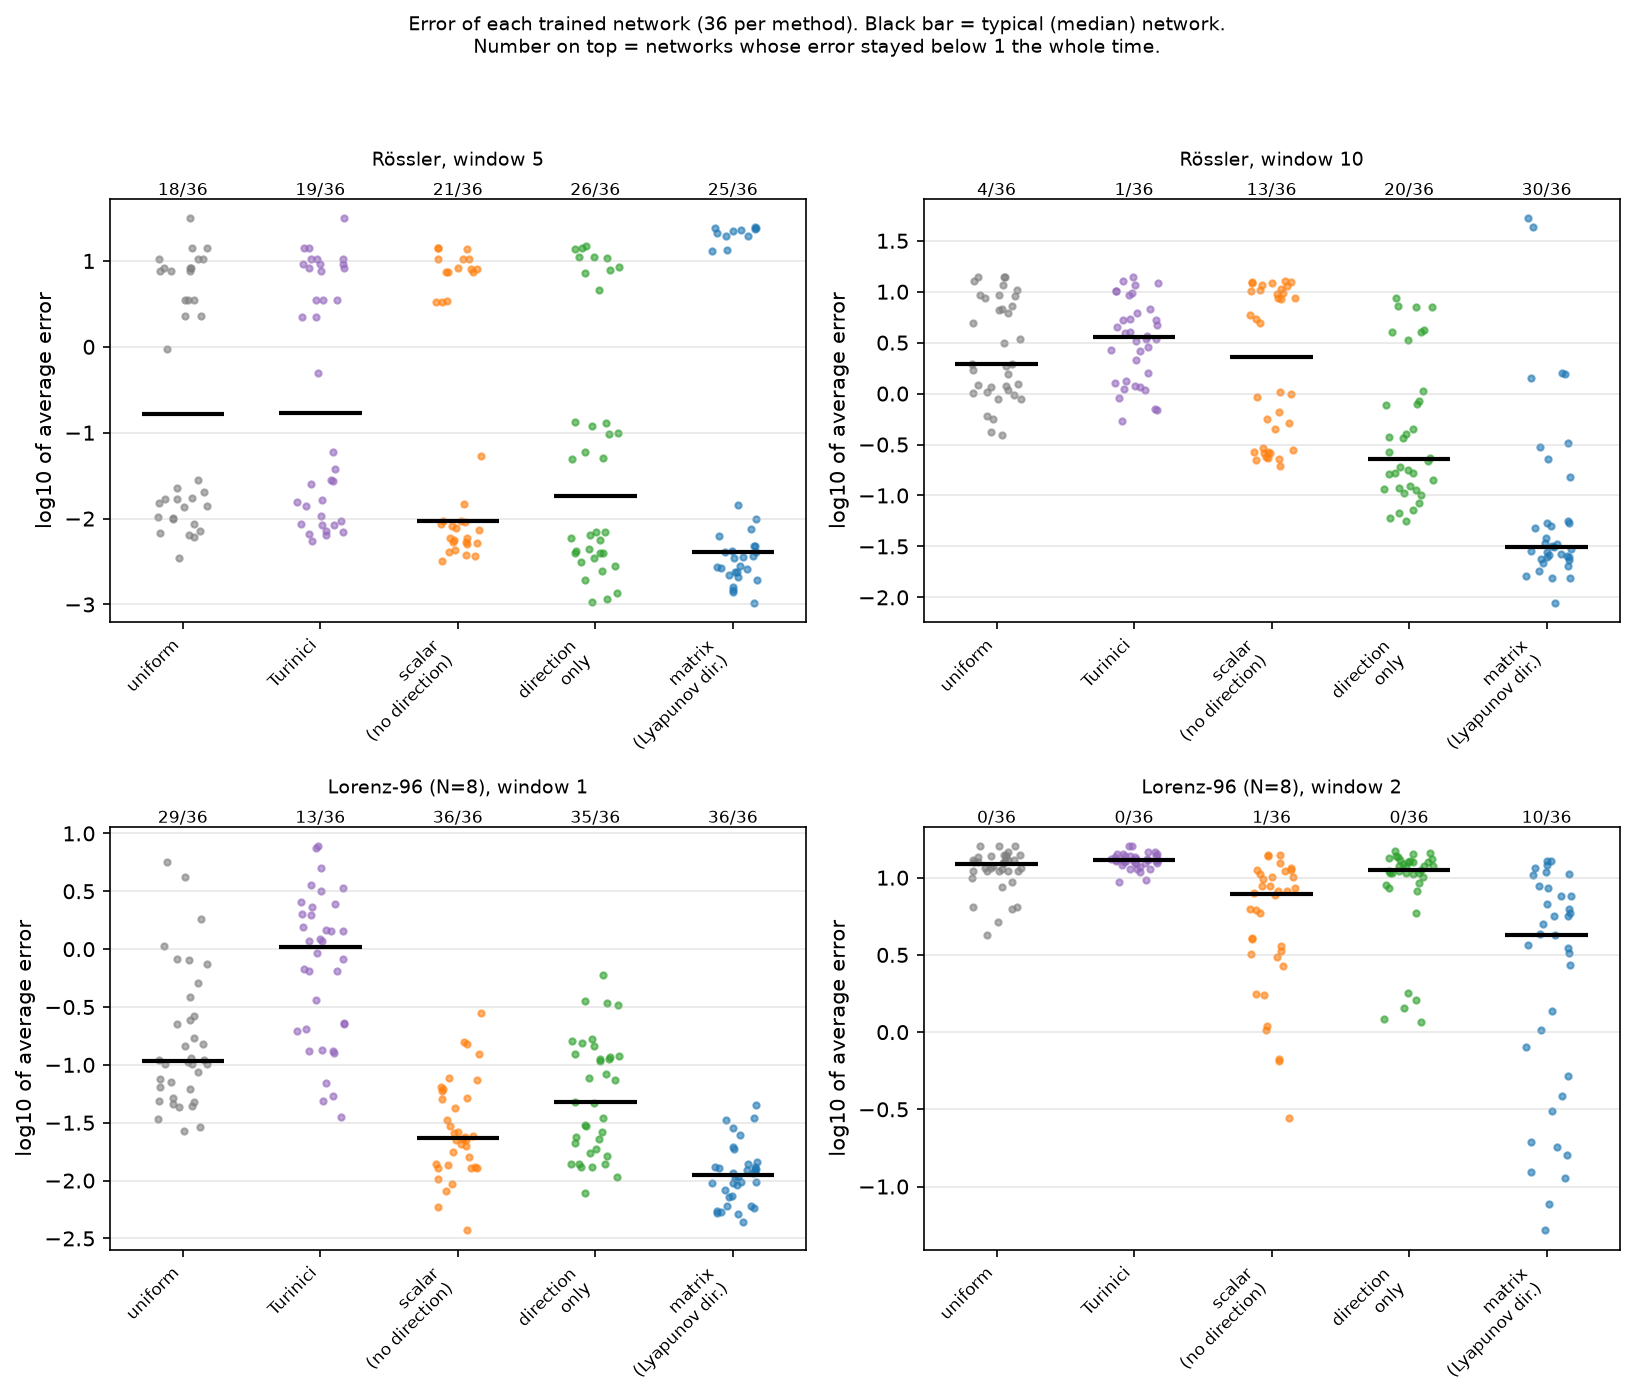 Error of each trained network (36 per method). Black bar = typical (median) network.
Number on top = networks whose error stayed below 1 the whole time.
Rössler, window 5
18/36 19/36 21/36 26/36 25/36
log10 of average error
1
0
−1
−2
−3
uniform
Turinici
scalar
(no direction)
direction
only
matrix
(Lyapunov dir.)
Rössler, window 10
4/36 1/36 13/36 20/36 30/36
log10 of average error
1.5
1.0
0.5
0.0
−0.5
−1.0
−1.5
−2.0
uniform
Turinici
scalar
(no direction)
direction
only
matrix
(Lyapunov dir.)
Lorenz-96 (N=8), window 1
29/36 13/36 36/36 35/36 36/36
log10 of average error
1.0
0.5
0.0
−0.5
−1.0
−1.5
−2.0
−2.5
uniform
Turinici
scalar
(no direction)
direction
only
matrix
(Lyapunov dir.)
Lorenz-96 (N=8), window 2
0/36 0/36 1/36 0/36 10/36
log10 of average error
1.0
0.5
0.0
−0.5
−1.0
uniform
Turinici
scalar
(no direction)
direction
only
matrix
(Lyapunov dir.)